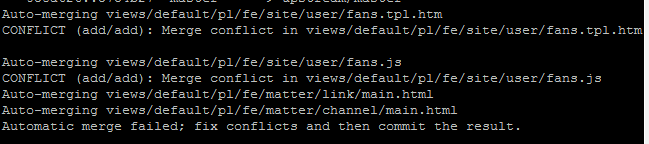 master -> upstream/master
Auto-merging views/default/pl/fe/site/user/fans.tpl.htm
CONFLICT (add/add): Merge conflict in views/default/pl/fe/site/user/fans.tpl.htm
Auto-merging views/default/pl/fe/site/user/fans.js
CONFLICT (add/add): Merge conflict in views/default/pl/fe/site/user/fans.js
Auto-merging views/default/pl/fe/matter/link/main.html
Auto-merging views/default/pl/fe/matter/channel/main.html
Automatic merge failed; fix conflicts and then commit the result.